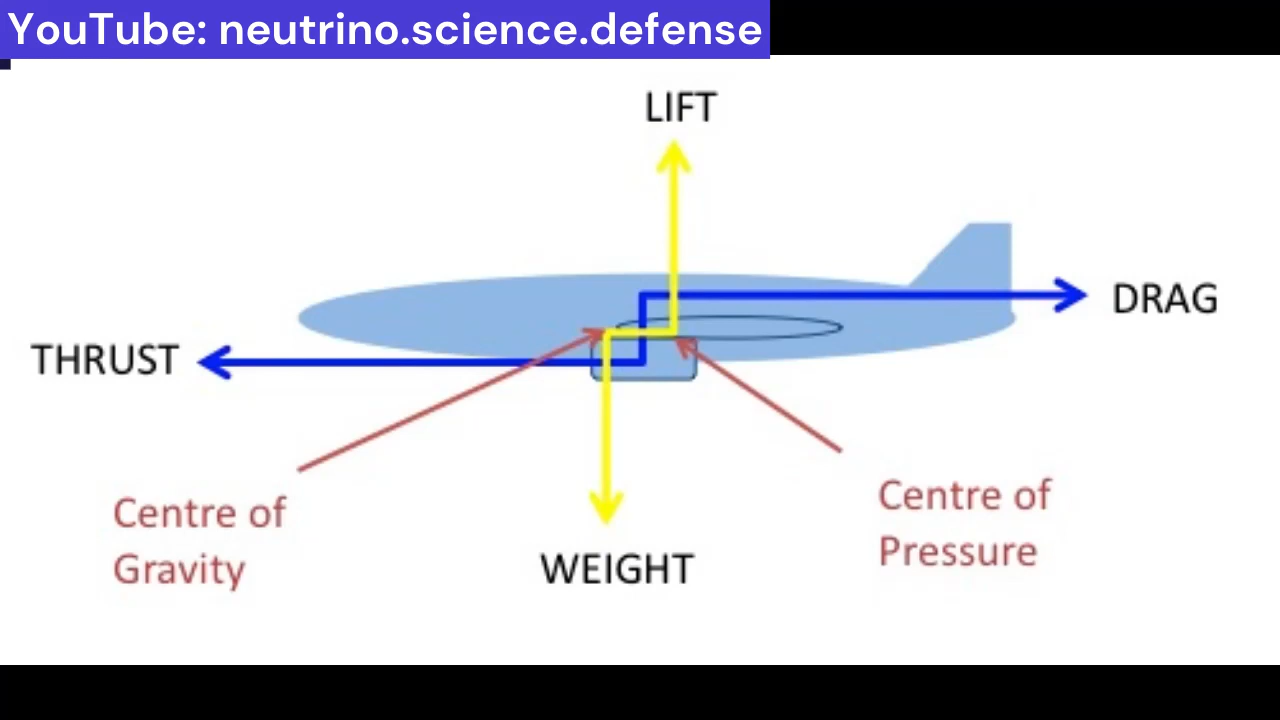 YouTube: neutrino.science.defense
LIFT
DRAG
THRUST
Centre of
Gravity
Centre of
Pressure
WEIGHT